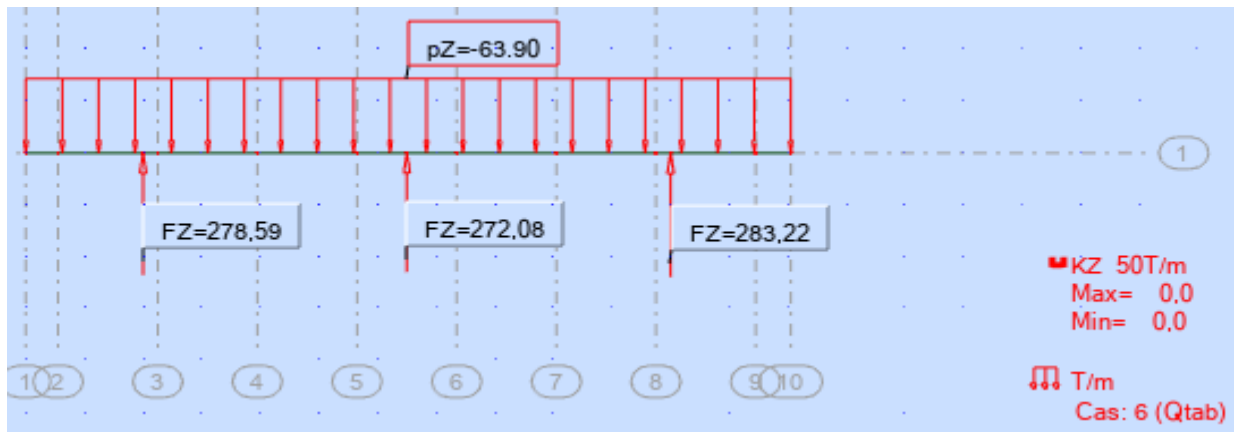 pZ=-63.90
1
FZ=278,59
FZ=272,08
FZ=283,22
KZ 50T/m
Max= 0,0
Min= 0,0
1 2 3 4 5 6 7 8 9 10
T/m
Cas: 6 (Qtab)